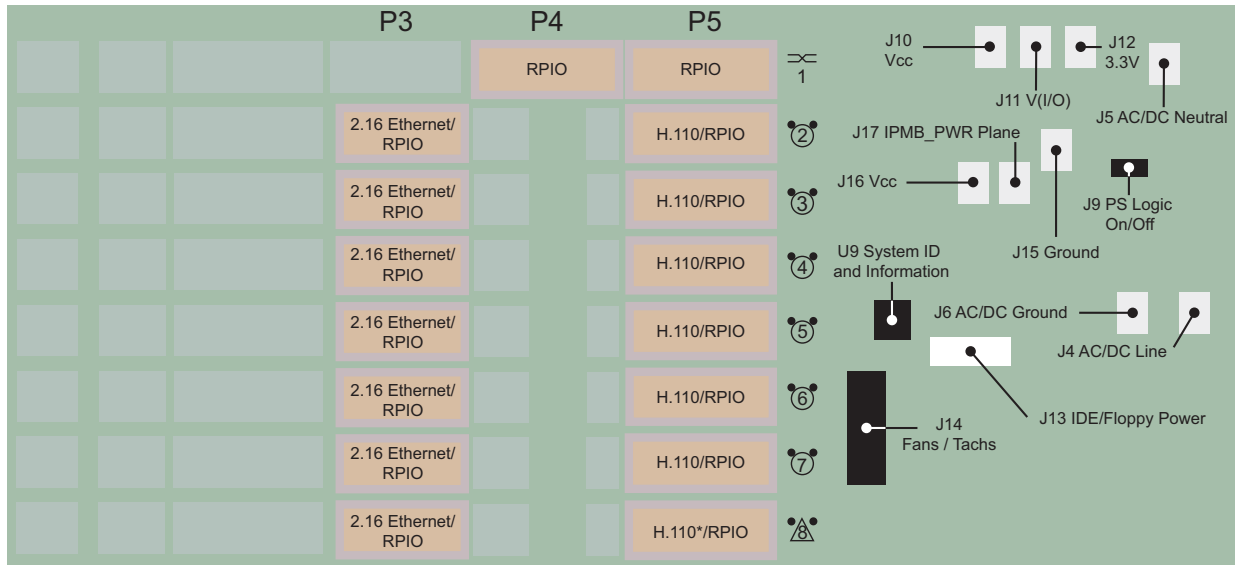 P3 P4 P5
RPIO RPIO 1
2.16 Ethernet/
RPIO
H.110/RPIO 2
2.16 Ethernet/
RPIO
H.110/RPIO 3
2.16 Ethernet/
RPIO
H.110/RPIO 4
2.16 Ethernet/
RPIO
H.110/RPIO 5
2.16 Ethernet/
RPIO
H.110/RPIO 6
2.16 Ethernet/
RPIO
H.110/RPIO 7
2.16 Ethernet/
RPIO
H.110*/RPIO 8
J10
Vcc
J12
3.3V
J11 V(I/O)
J5 AC/DC Neutral
J17 IPMB_PWR Plane
J16 Vcc
J9 PS Logic
On/Off
J15 Ground
U9 System ID
and Information
J6 AC/DC Ground
J4 AC/DC Line
J13 IDE/Floppy Power
J14
Fans / Tachs